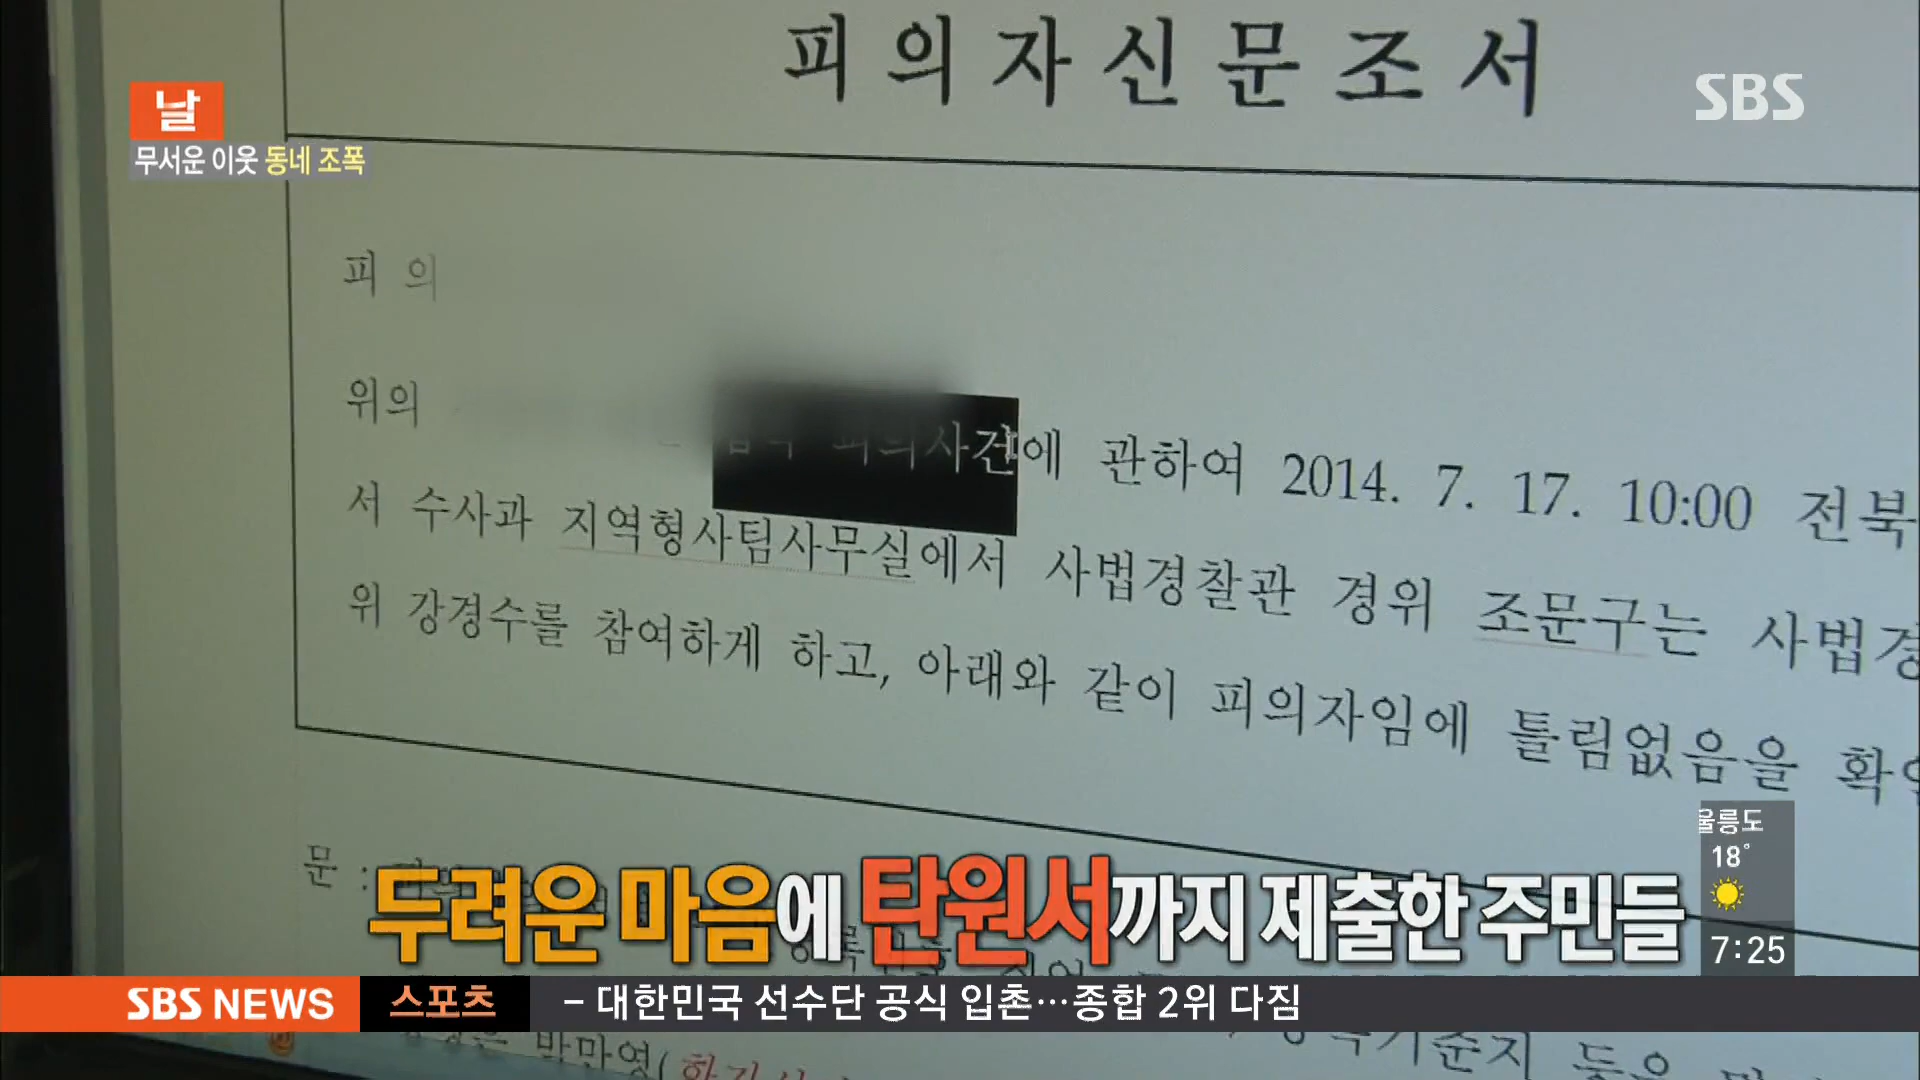 피의자신문조서
SBS
날
무서운 이웃 동네 조폭
피 의
위의 피의사건에 관하여 2014. 7. 17. 10:00 전북
서 수사과 지역형사팀사무실에서 사법경찰관 경위 조문구는 사법경
위 강경수를 참여하게 하고, 아래와 같이 피의자임에 틀림없음을 확인
울릉도
18°
문 :
두려운 마음에 탄원서까지 제출한 주민들
7:25
SBS NEWS 스포츠 - 대한민국 선수단 공식 입촌…종합 2위 다짐
박만영(